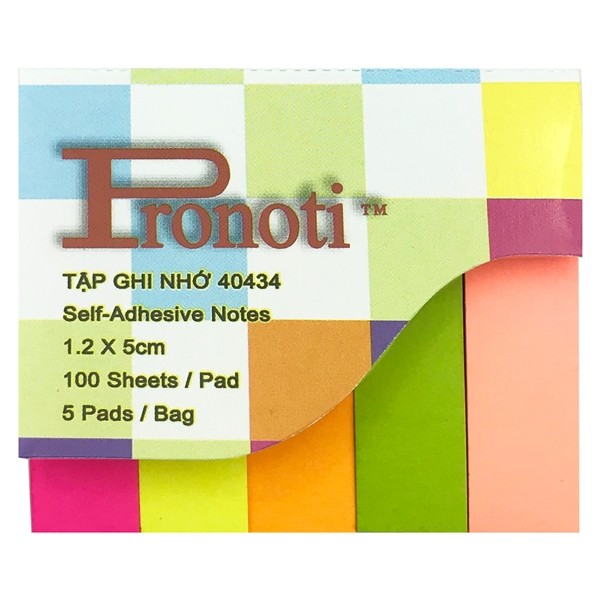 Pronoti™
TẬP GHI NHỚ 40434
Self-Adhesive Notes
1.2 X 5cm
100 Sheets / Pad
5 Pads / Bag